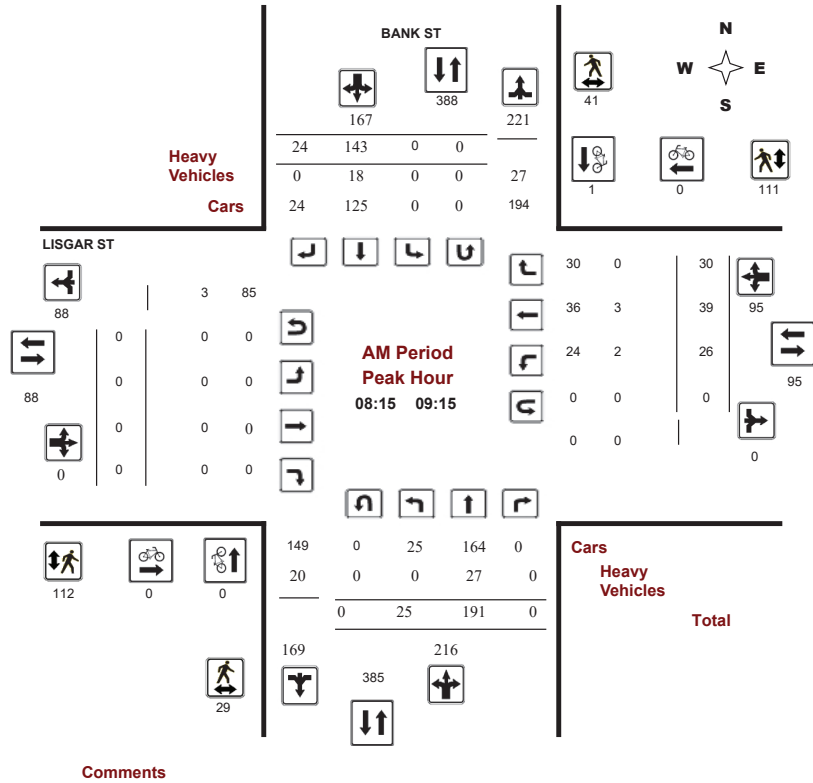 BANK ST
N
W E
S
388
41
167 221
24 143 0 0
Heavy
Vehicles
0 18 0 0 27
Cars
24 125 0 0 194
1 0 111
LISGAR ST
88
3 85
30 0 30
36 3 39 95
0 0 0
24 2 26
88
0 0 0
95
AM Period
Peak Hour
08:15 09:15
0 0 0
0 0 0
0 0 0
0 0
0 0
149 0 25 164 0
Cars
20 0 0 27 0
Heavy
Vehicles
0 25 191 0
Total
112 0 0
169 216
385
29
Comments